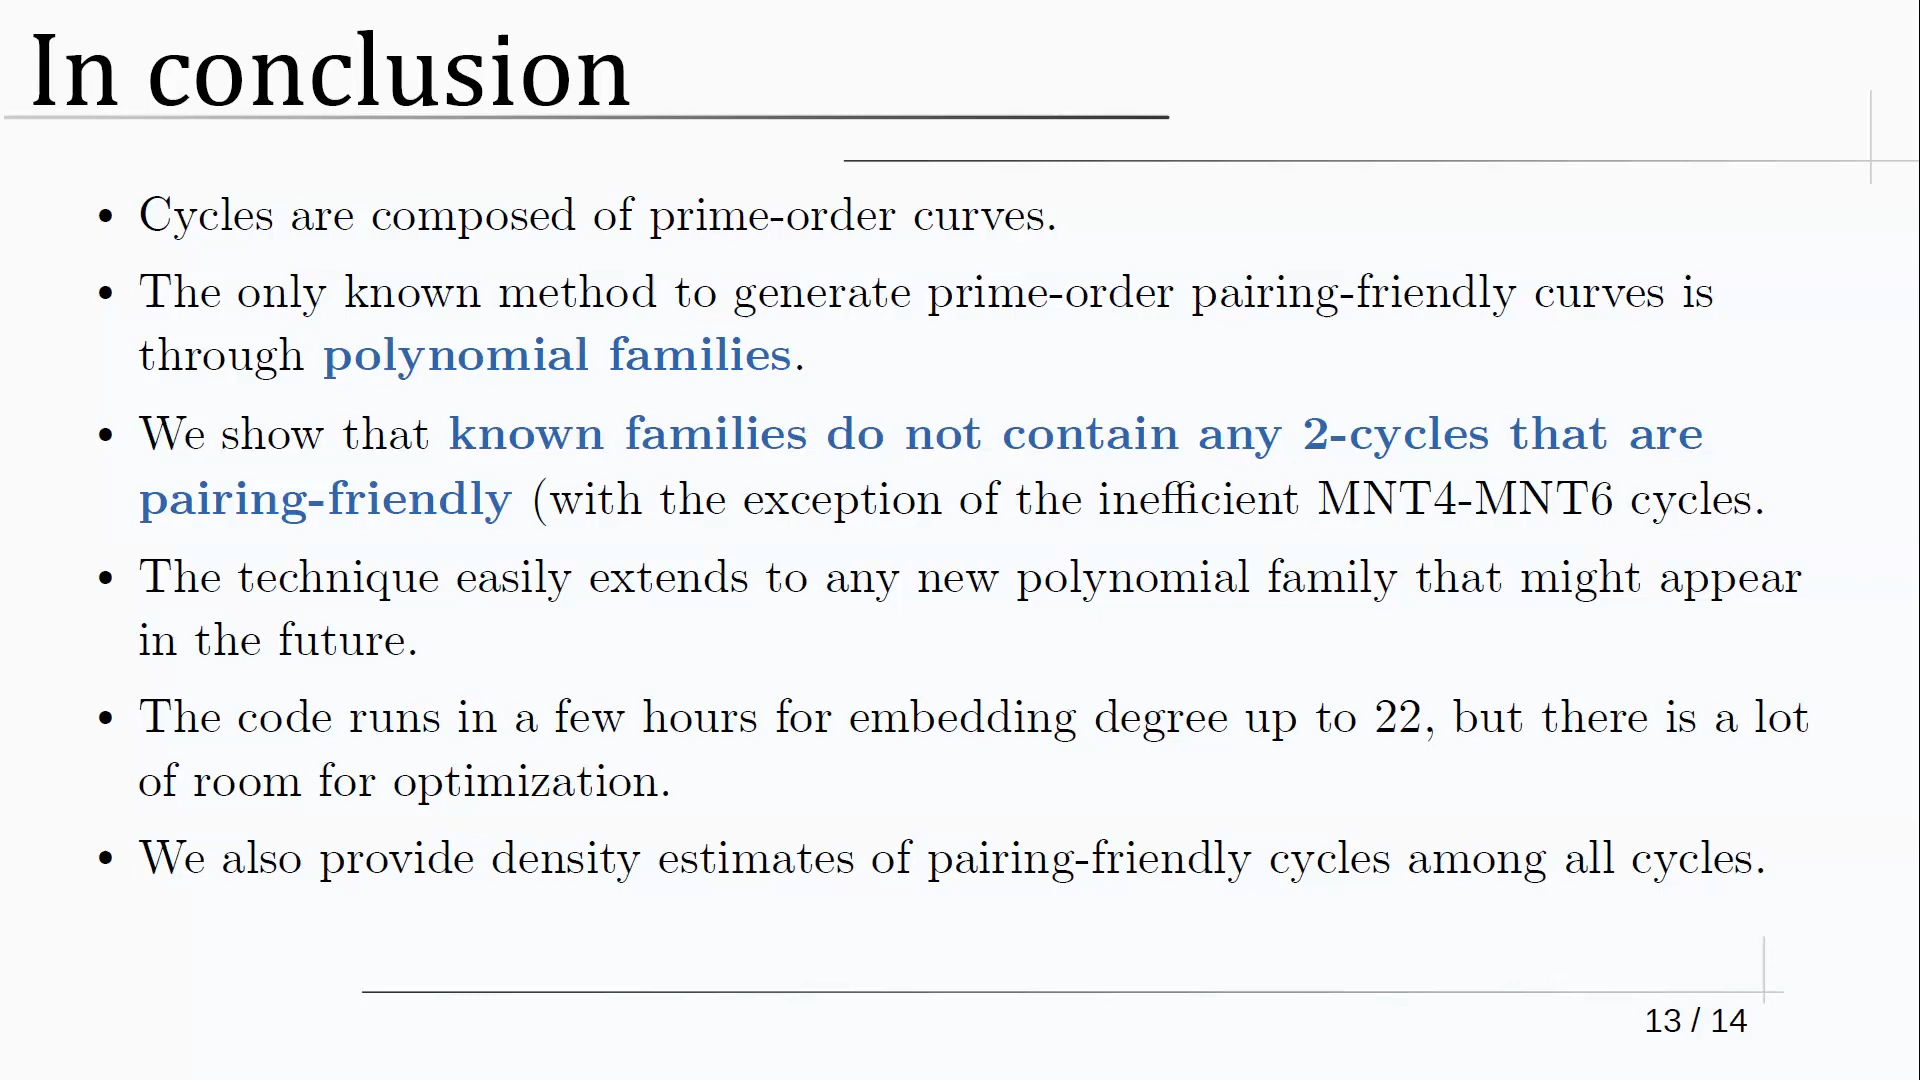 In conclusion
• Cycles are composed of prime-order curves.
• The only known method to generate prime-order pairing-friendly curves is
through polynomial families.
• We show that known families do not contain any 2-cycles that are
pairing-friendly (with the exception of the inefficient MNT4-MNT6 cycles.
• The technique easily extends to any new polynomial family that might appear
in the future.
• The code runs in a few hours for embedding degree up to 22, but there is a lot
of room for optimization.
• We also provide density estimates of pairing-friendly cycles among all cycles.
13 / 14